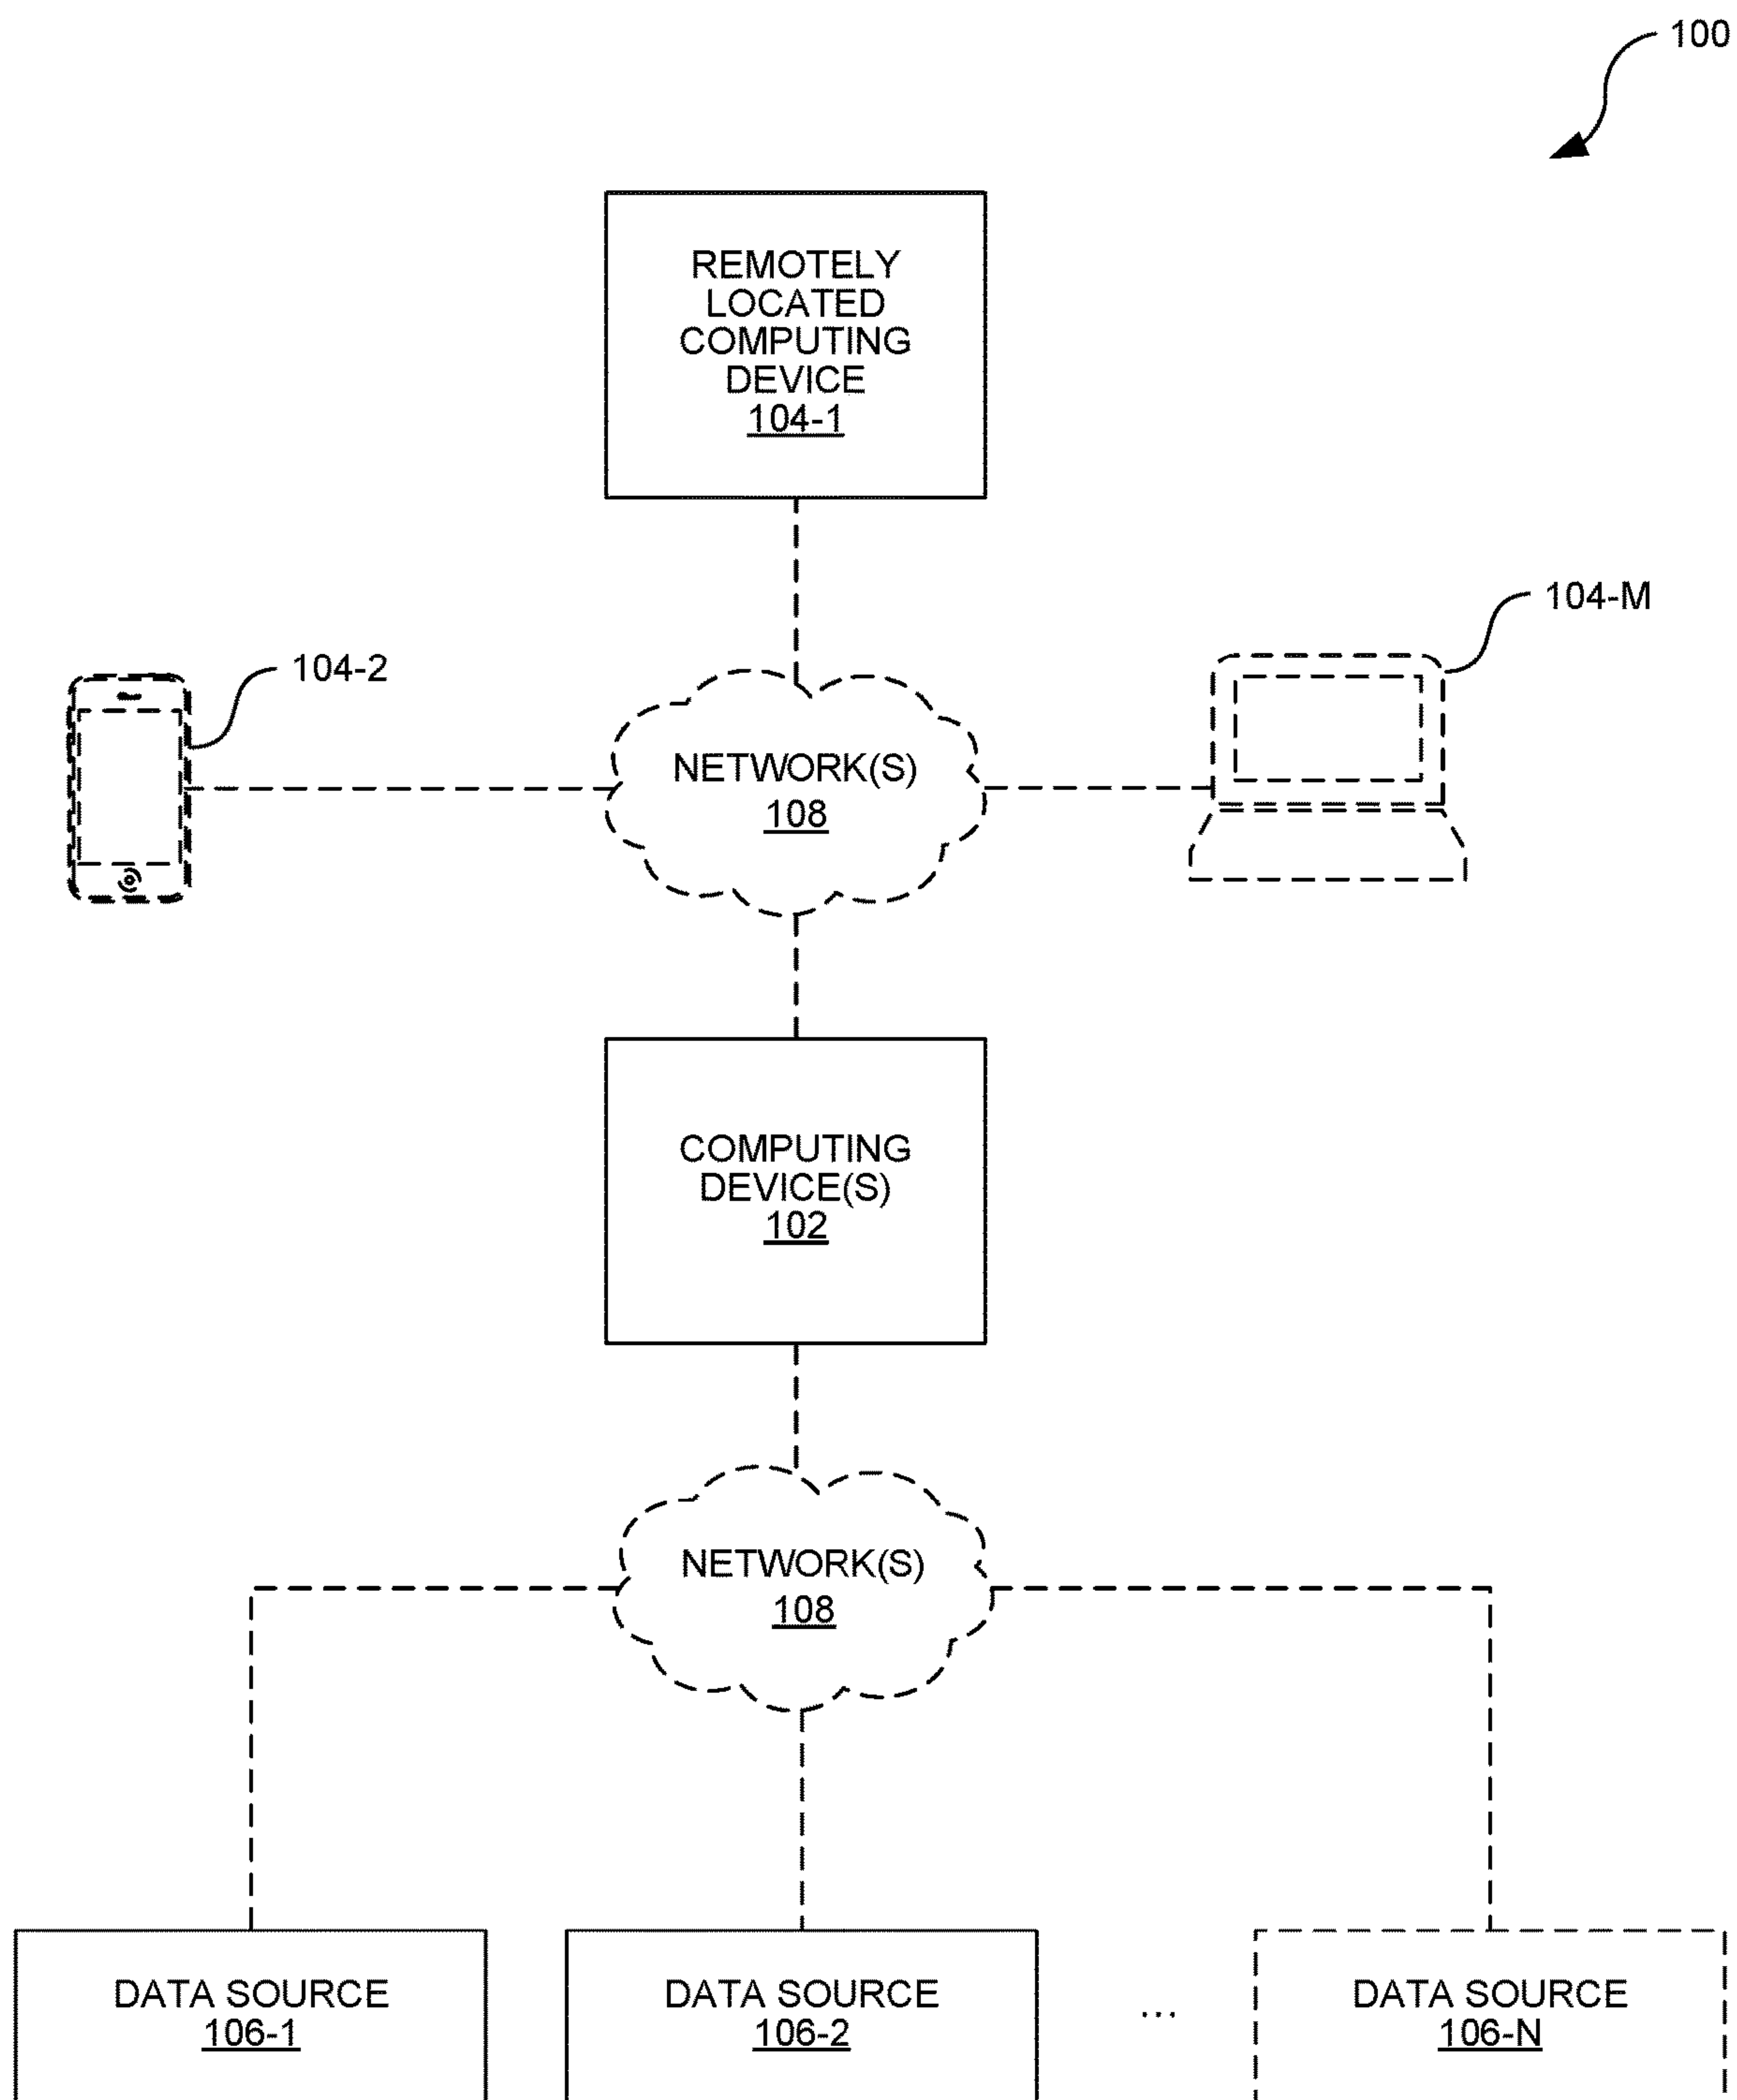 100
REMOTELY
LOCATED
COMPUTING
DEVICE
104-1
104-M
104-2
NETWORK(S)
108
COMPUTING
DEVICE(S)
102
NETWORK(S)
108
DATA SOURCE
106-1
DATA SOURCE
106-2
...
DATA SOURCE
106-N